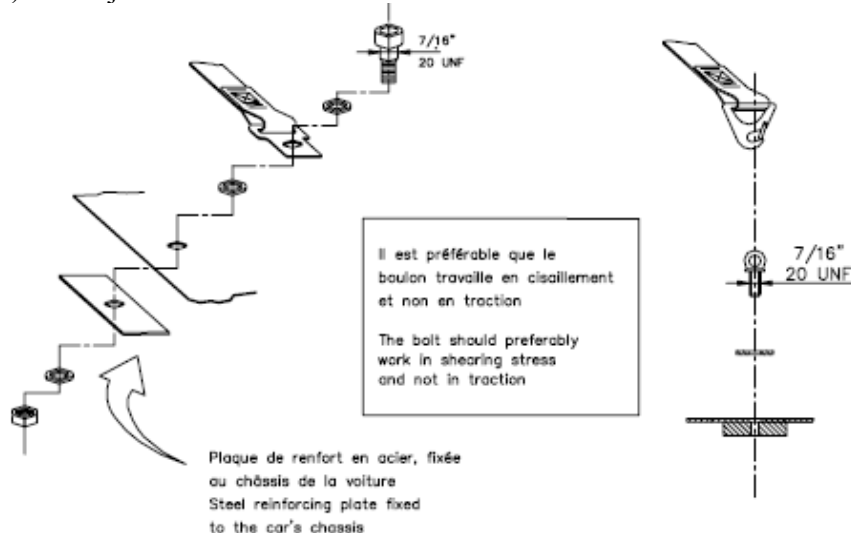 7/16"
20 UNF
Il est préférable que le
boulon travaille en cisaillement
et non en traction
The bolt should preferably
work in shearing stress
and not in traction
7/16"
20 UNF
Plaque de renfort en acier, fixée
au châssis de la voiture
Steel reinforcing plate fixed
to the car's chassis